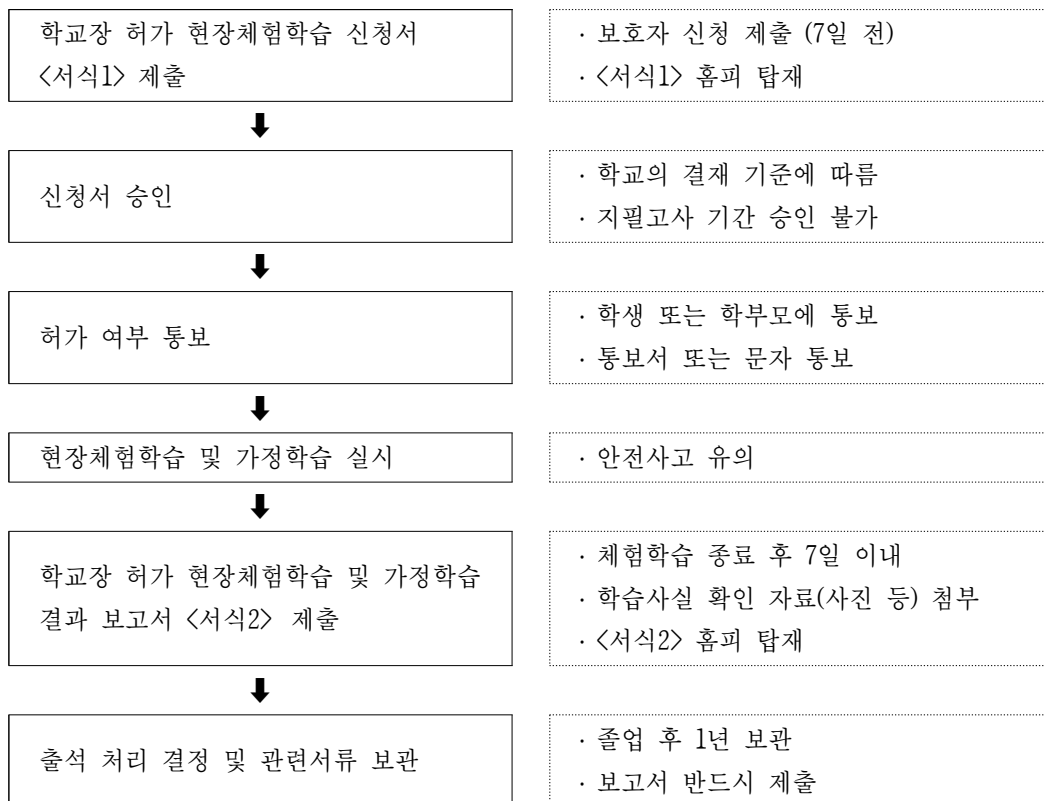 학교장 허가 현장체험학습 신청서
<서식1> 제출
· 보호자 신청 제출 (7일 전)
· <서식1> 홈피 탑재
신청서 승인
· 학교의 결재 기준에 따름
· 지필고사 기간 승인 불가
허가 여부 통보
· 학생 또는 학부모에 통보
· 통보서 또는 문자 통보
현장체험학습 및 가정학습 실시
· 안전사고 유의
학교장 허가 현장체험학습 및 가정학습
결과 보고서 <서식2> 제출
· 체험학습 종료 후 7일 이내
· 학습사실 확인 자료(사진 등) 첨부
· <서식2> 홈피 탑재
출석 처리 결정 및 관련서류 보관
· 졸업 후 1년 보관
· 보고서 반드시 제출